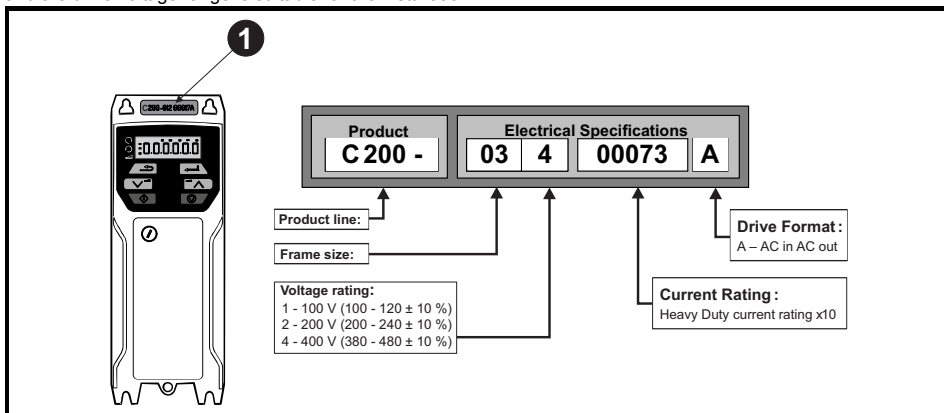 1
Product
Electrical Specifications
C200 -
03 4 00073 A
Product line:
Frame size:
Voltage rating:
1 - 100 V (100 - 120 ± 10 %)
2 - 200 V (200 - 240 ± 10 %)
4 - 400 V (380 - 480 ± 10 %)
Drive Format :
A – AC in AC out
Current Rating :
Heavy Duty current rating x10